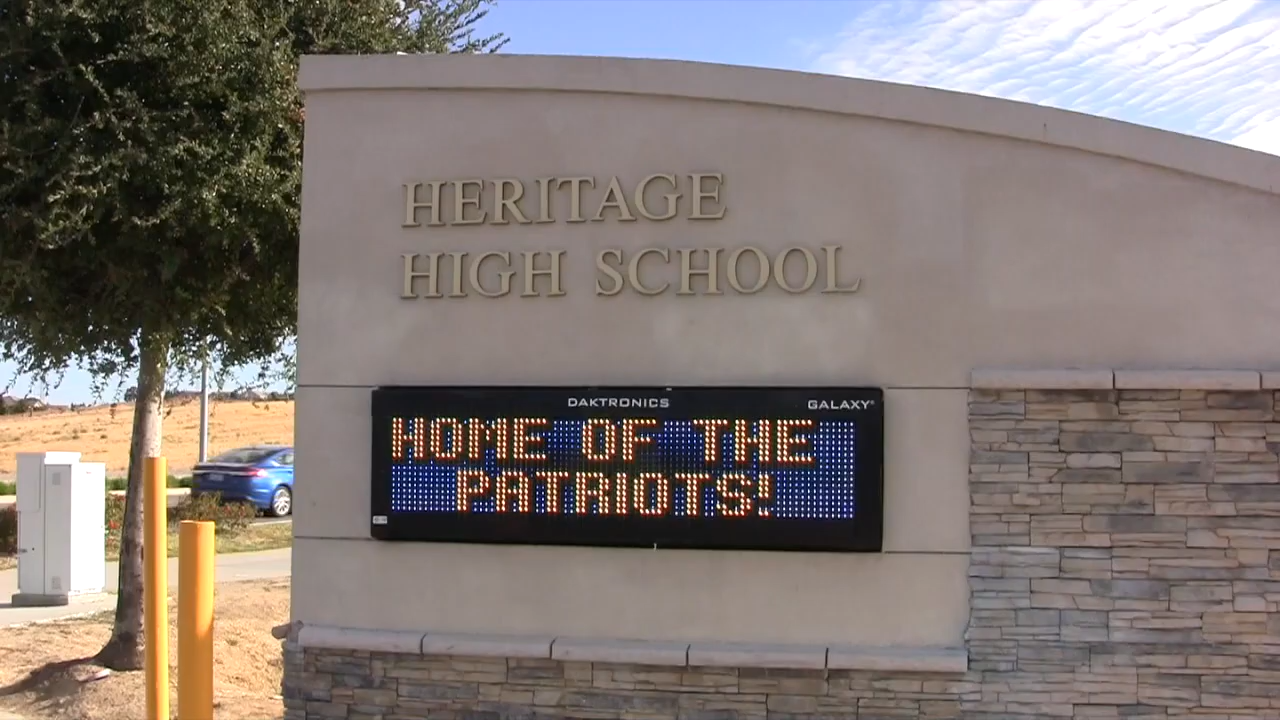 HERITAGE
HIGH SCHOOL
DAKTRONICS GALAXY®
HOME OF THE
PATRIOTS!